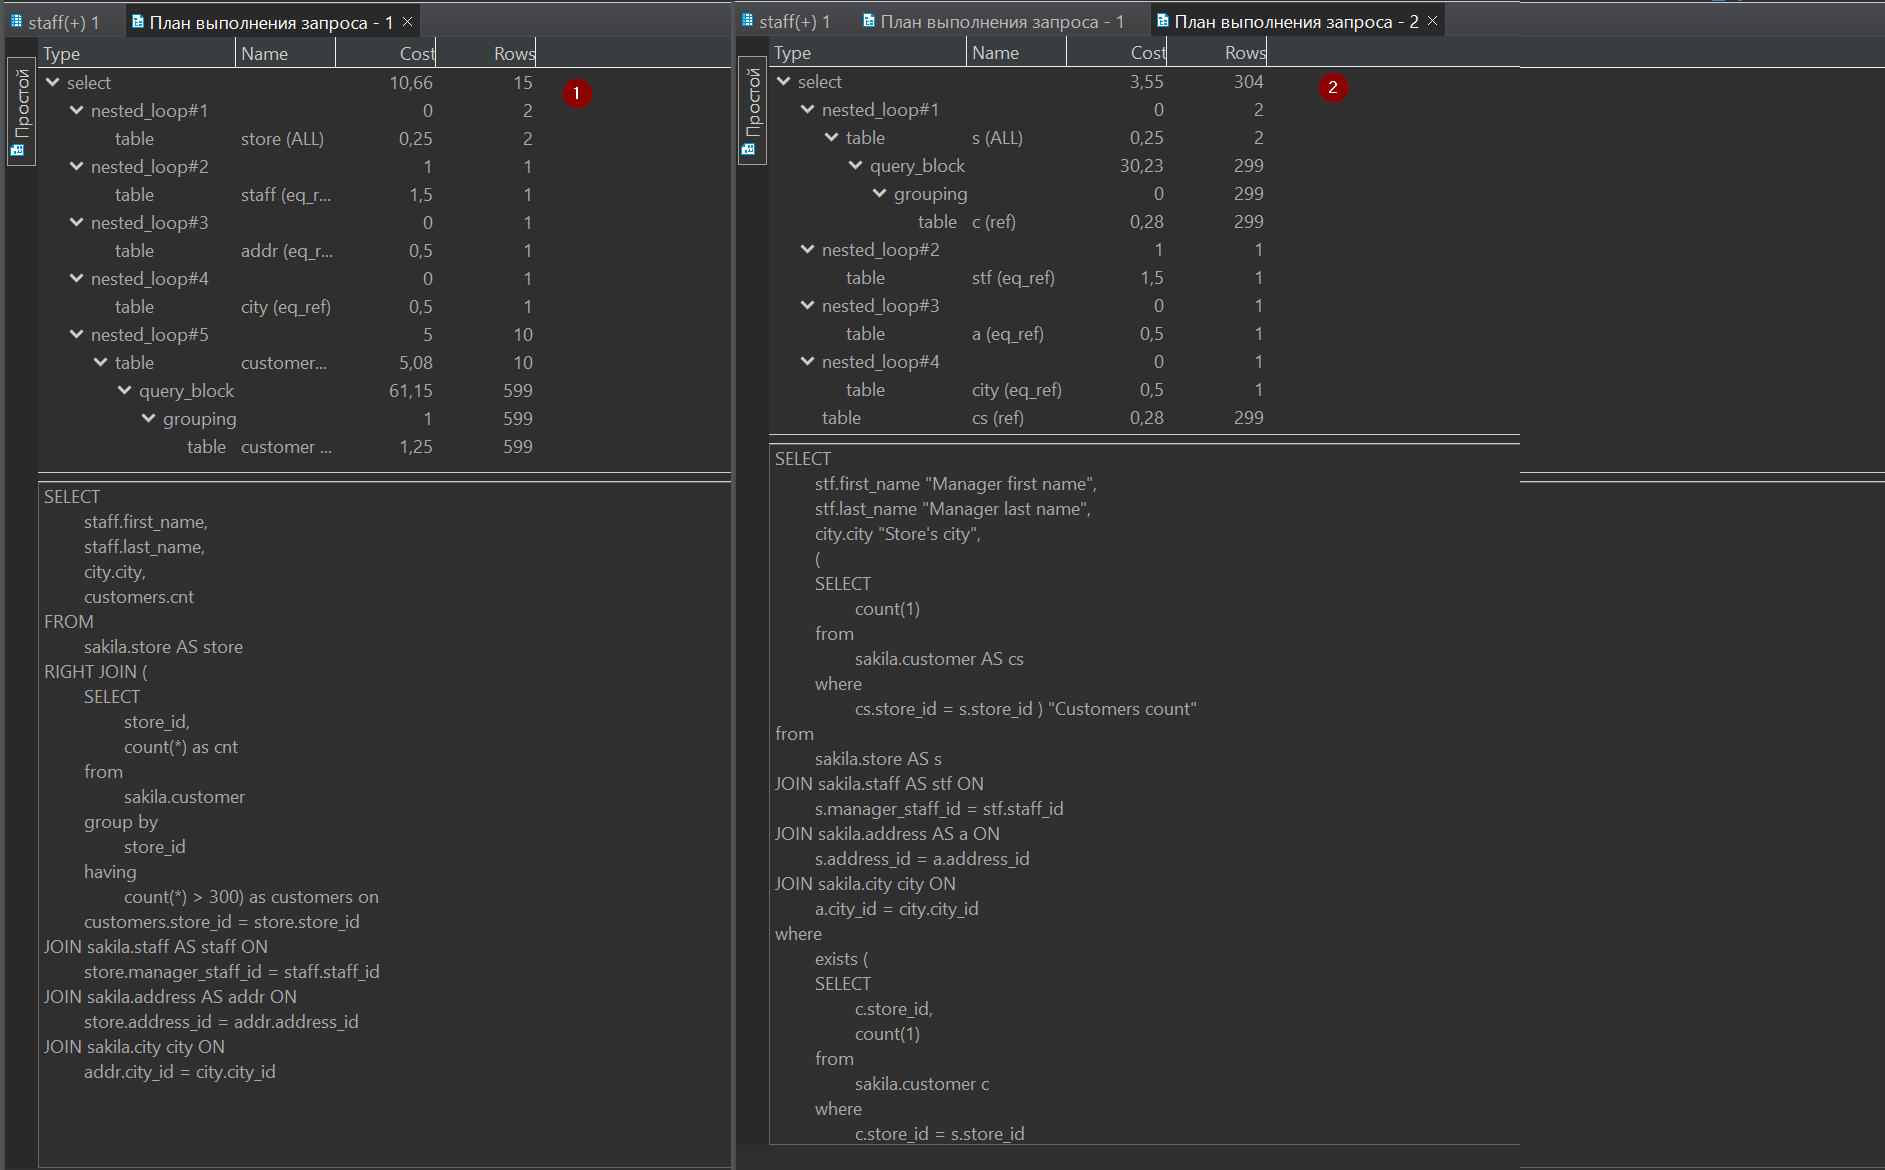 staff(+) 1 План выполнения запроса - 1
Простой
Type Name Cost Rows
select 10,66 15
1
nested_loop#1 0 2
table store (ALL) 0,25 2
nested_loop#2 1 1
table staff (eq_r... 1,5 1
nested_loop#3 0 1
table addr (eq_r... 0,5 1
nested_loop#4 0 1
table city (eq_ref) 0,5 1
nested_loop#5 5 10
table customer... 5,08 10
query_block 61,15 599
grouping 1 599
table customer ... 1,25 599
SELECT
staff.first_name,
staff.last_name,
city.city,
customers.cnt
FROM
sakila.store AS store
RIGHT JOIN (
SELECT
store_id,
count(*) as cnt
from
sakila.customer
group by
store_id
having
count(*) > 300) as customers on
customers.store_id = store.store_id
JOIN sakila.staff AS staff ON
store.manager_staff_id = staff.staff_id
JOIN sakila.address AS addr ON
store.address_id = addr.address_id
JOIN sakila.city city ON
addr.city_id = city.city_id
staff(+) 1 План выполнения запроса - 1 План выполнения запроса - 2
Простой
Type Name Cost Rows
select 3,55 304
2
nested_loop#1 0 2
table s (ALL) 0,25 2
query_block 30,23 299
grouping 0 299
table c (ref) 0,28 299
nested_loop#2 1 1
table stf (eq_ref) 1,5 1
nested_loop#3 0 1
table a (eq_ref) 0,5 1
nested_loop#4 0 1
table city (eq_ref) 0,5 1
table cs (ref) 0,28 299
SELECT
stf.first_name "Manager first name",
stf.last_name "Manager last name",
city.city "Store's city",
(
SELECT
count(1)
from
sakila.customer AS cs
where
cs.store_id = s.store_id ) "Customers count"
from
sakila.store AS s
JOIN sakila.staff AS stf ON
s.manager_staff_id = stf.staff_id
JOIN sakila.address AS a ON
s.address_id = a.address_id
JOIN sakila.city city ON
a.city_id = city.city_id
where
exists (
SELECT
c.store_id,
count(1)
from
sakila.customer c
where
c.store_id = s.store_id